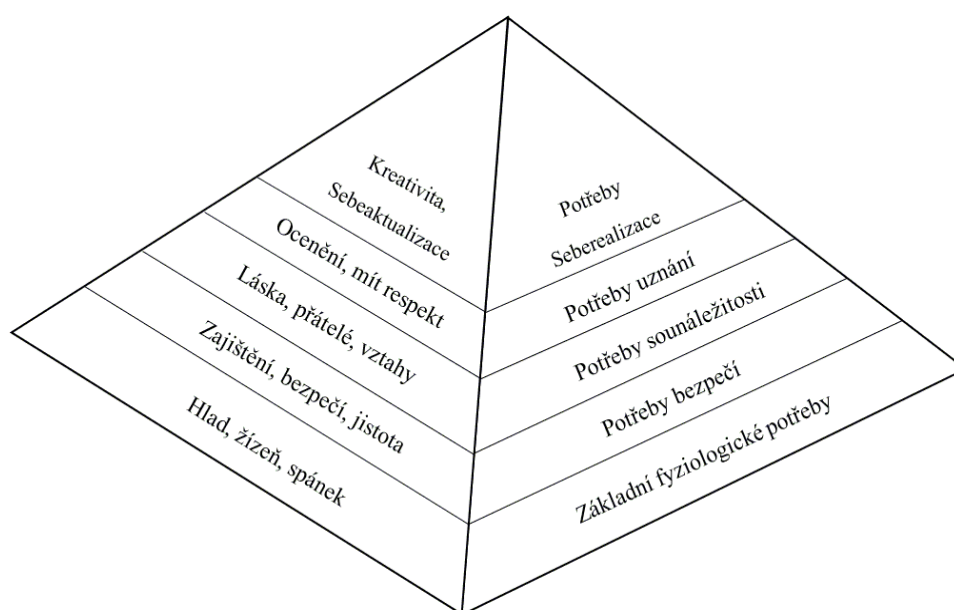 Kreativita,
Sebeaktualizace
Ocenění, mít respekt
Láska, přátelé, vztahy
Zajištění, bezpečí, jistota
Hlad, žízeň, spánek
Potřeby
Seberealizace
Potřeby uznání
Potřeby sounáležitosti
Potřeby bezpečí
Základní fyziologické potřeby